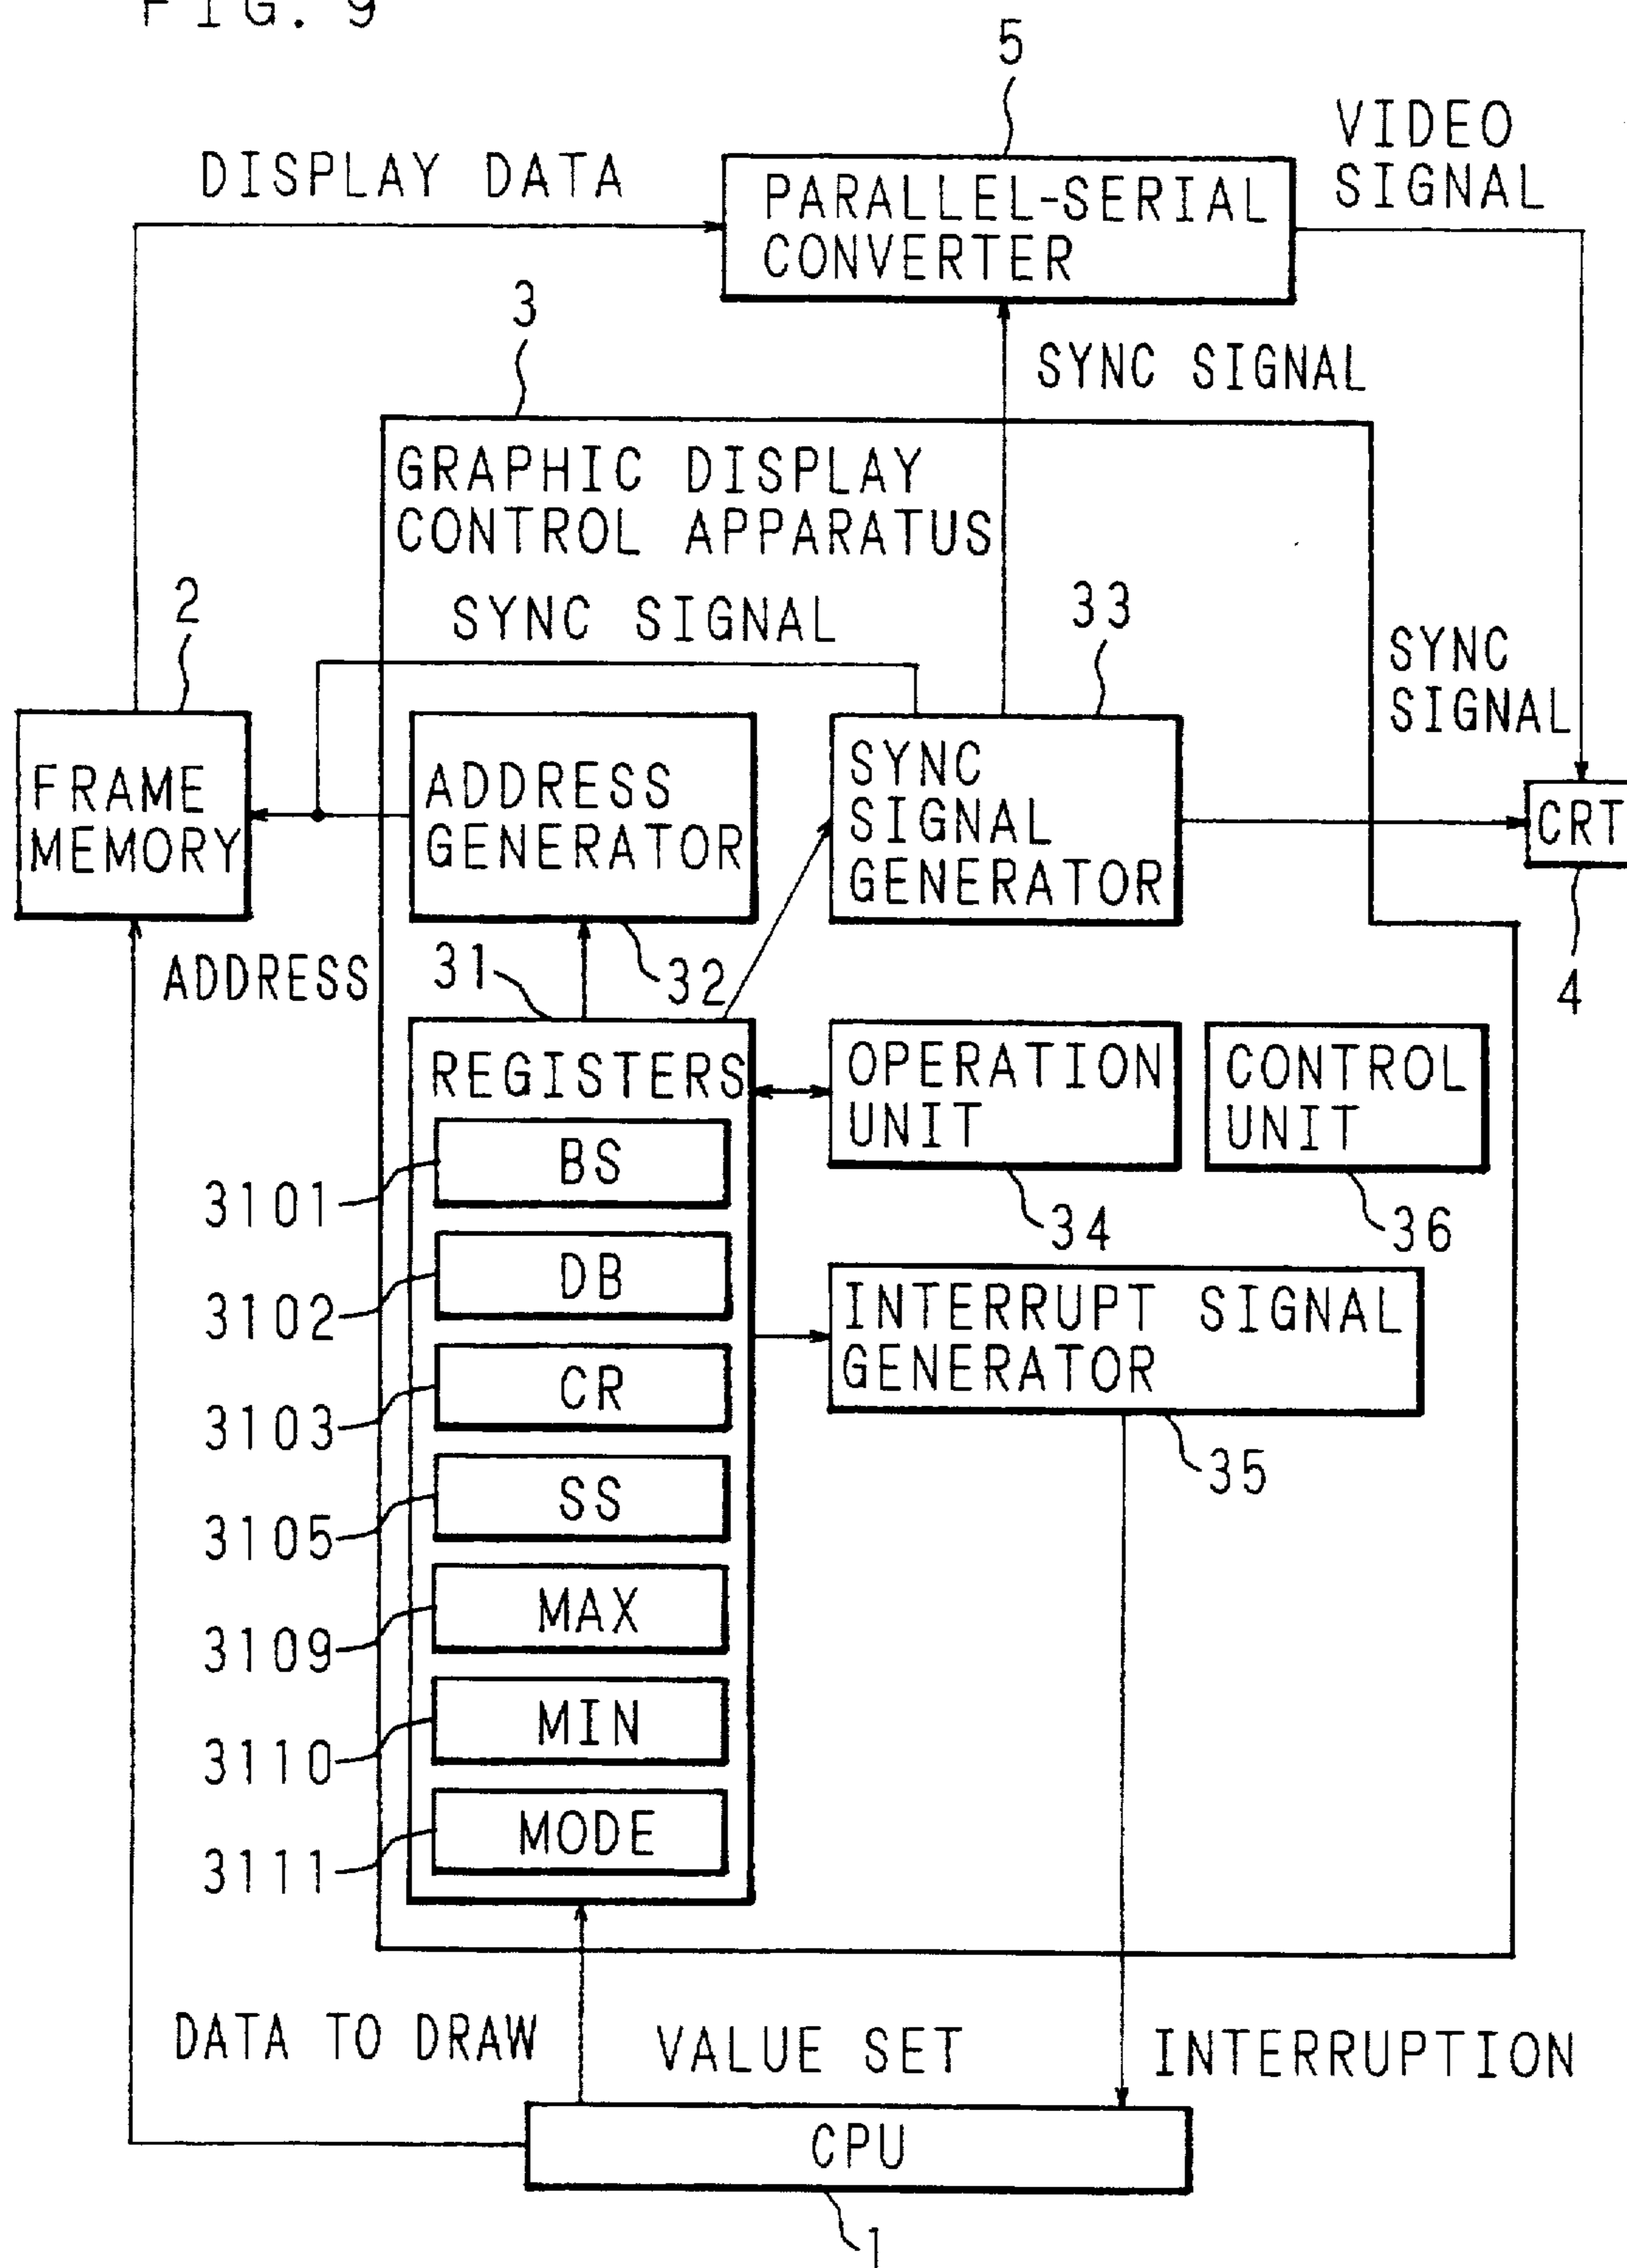 FIG. 9
5
VIDEO
SIGNAL
DISPLAY DATA
PARALLEL-SERIAL
CONVERTER
3
SYNC SIGNAL
GRAPHIC DISPLAY
CONTROL APPARATUS
2
SYNC SIGNAL
33
SYNC
SIGNAL
FRAME
MEMORY
ADDRESS
GENERATOR
SYNC
SIGNAL
GENERATOR
CRT
ADDRESS
31
32
4
REGISTERS
OPERATION
UNIT
CONTROL
UNIT
BS
3101
34
36
DB
3102
INTERRUPT SIGNAL
GENERATOR
CR
3103
35
SS
3105
MAX
3109
MIN
3110
MODE
3111
DATA TO DRAW
VALUE SET
INTERRUPTION
CPU
1